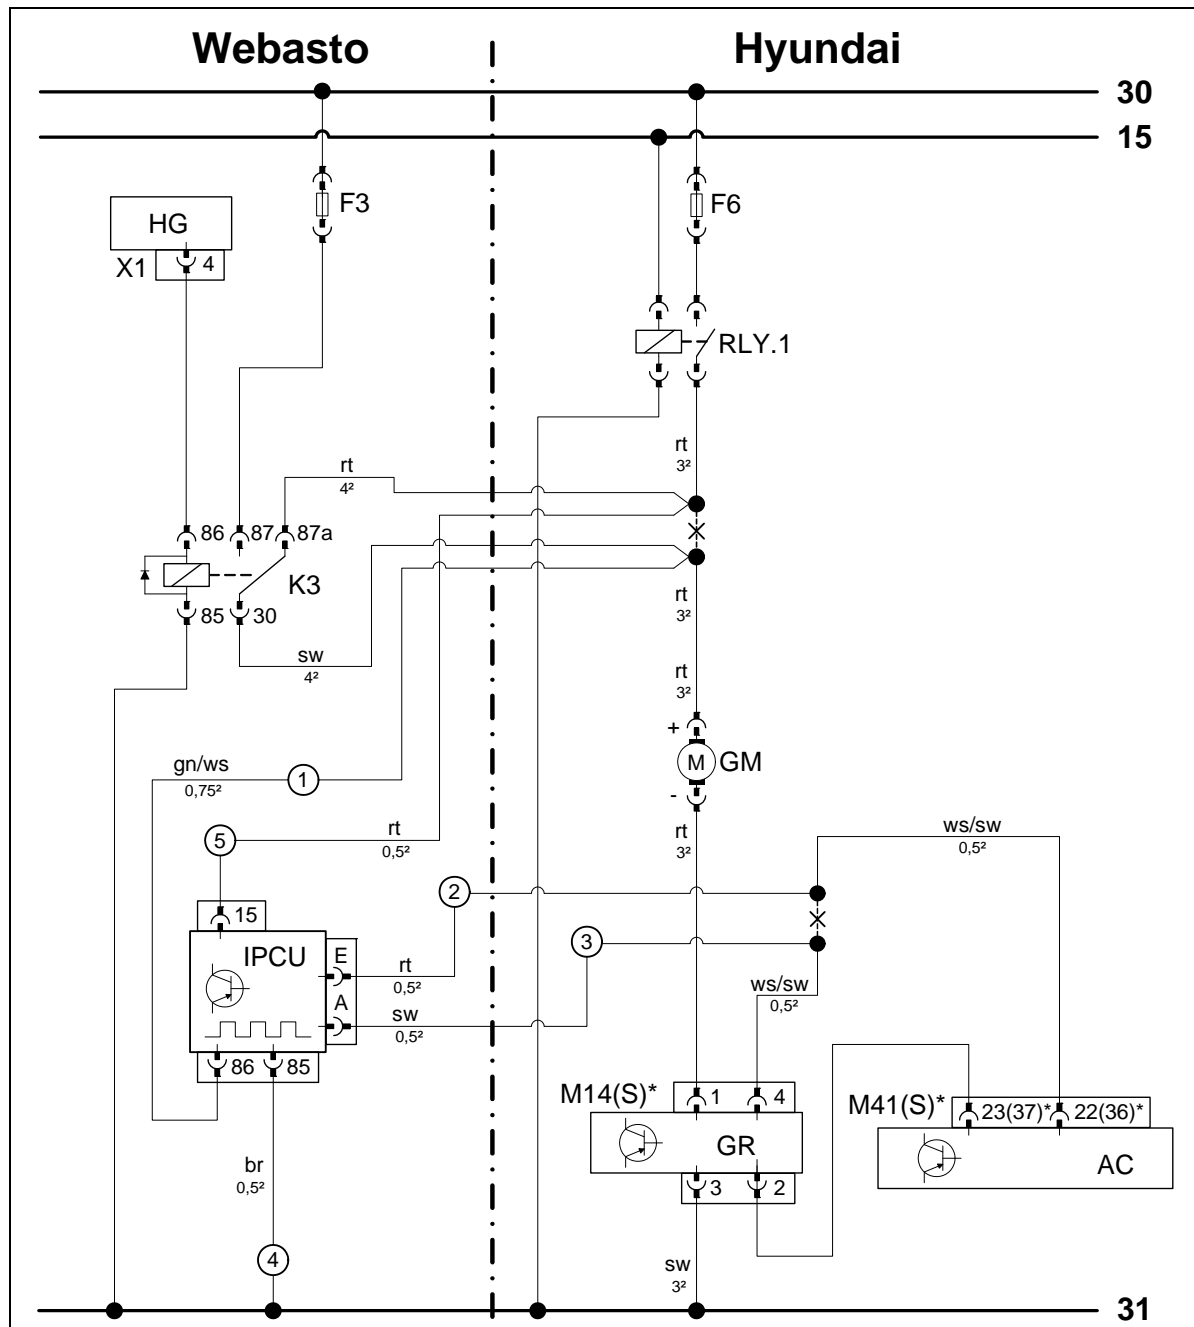 Webasto
Hyundai
30
15
F3
F6
HG
X1
4
RLY.1
rt
3²
rt
4²
86
87
87a
K3
85
30
rt
3²
sw
4²
rt
3²
+
M
GM
-
gn/ws
0,75²
1
5
rt
0,5²
rt
3²
ws/sw
0,5²
2
3
15
IPCU
E
A
rt
0,5²
sw
0,5²
ws/sw
0,5²
86
85
M14(S)*
1
4
GR
3
2
M41(S)*
23(37)*
22(36)*
AC
br
0,5²
4
sw
3²
31